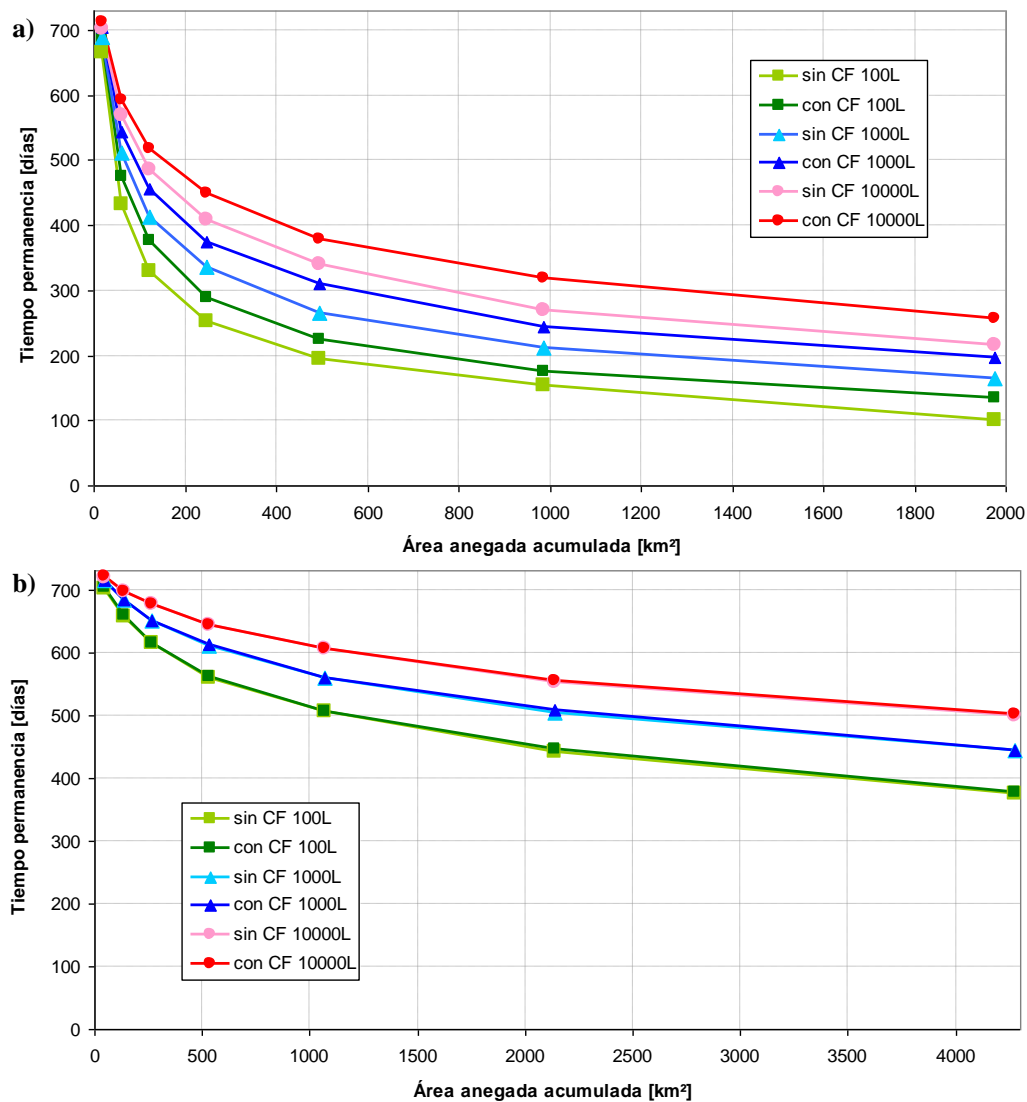 a)
Tiempo permanencia [días]
700
600
500
400
300
200
100
0
sin CF 100L
con CF 100L
sin CF 1000L
con CF 1000L
sin CF 10000L
con CF 10000L
0 200 400 600 800 1000 1200 1400 1600 1800 2000
Área anegada acumulada [km²]
b)
Tiempo permanencia [días]
700
600
500
400
300
200
100
0
sin CF 100L
con CF 100L
sin CF 1000L
con CF 1000L
sin CF 10000L
con CF 10000L
0 500 1000 1500 2000 2500 3000 3500 4000
Área anegada acumulada [km²]